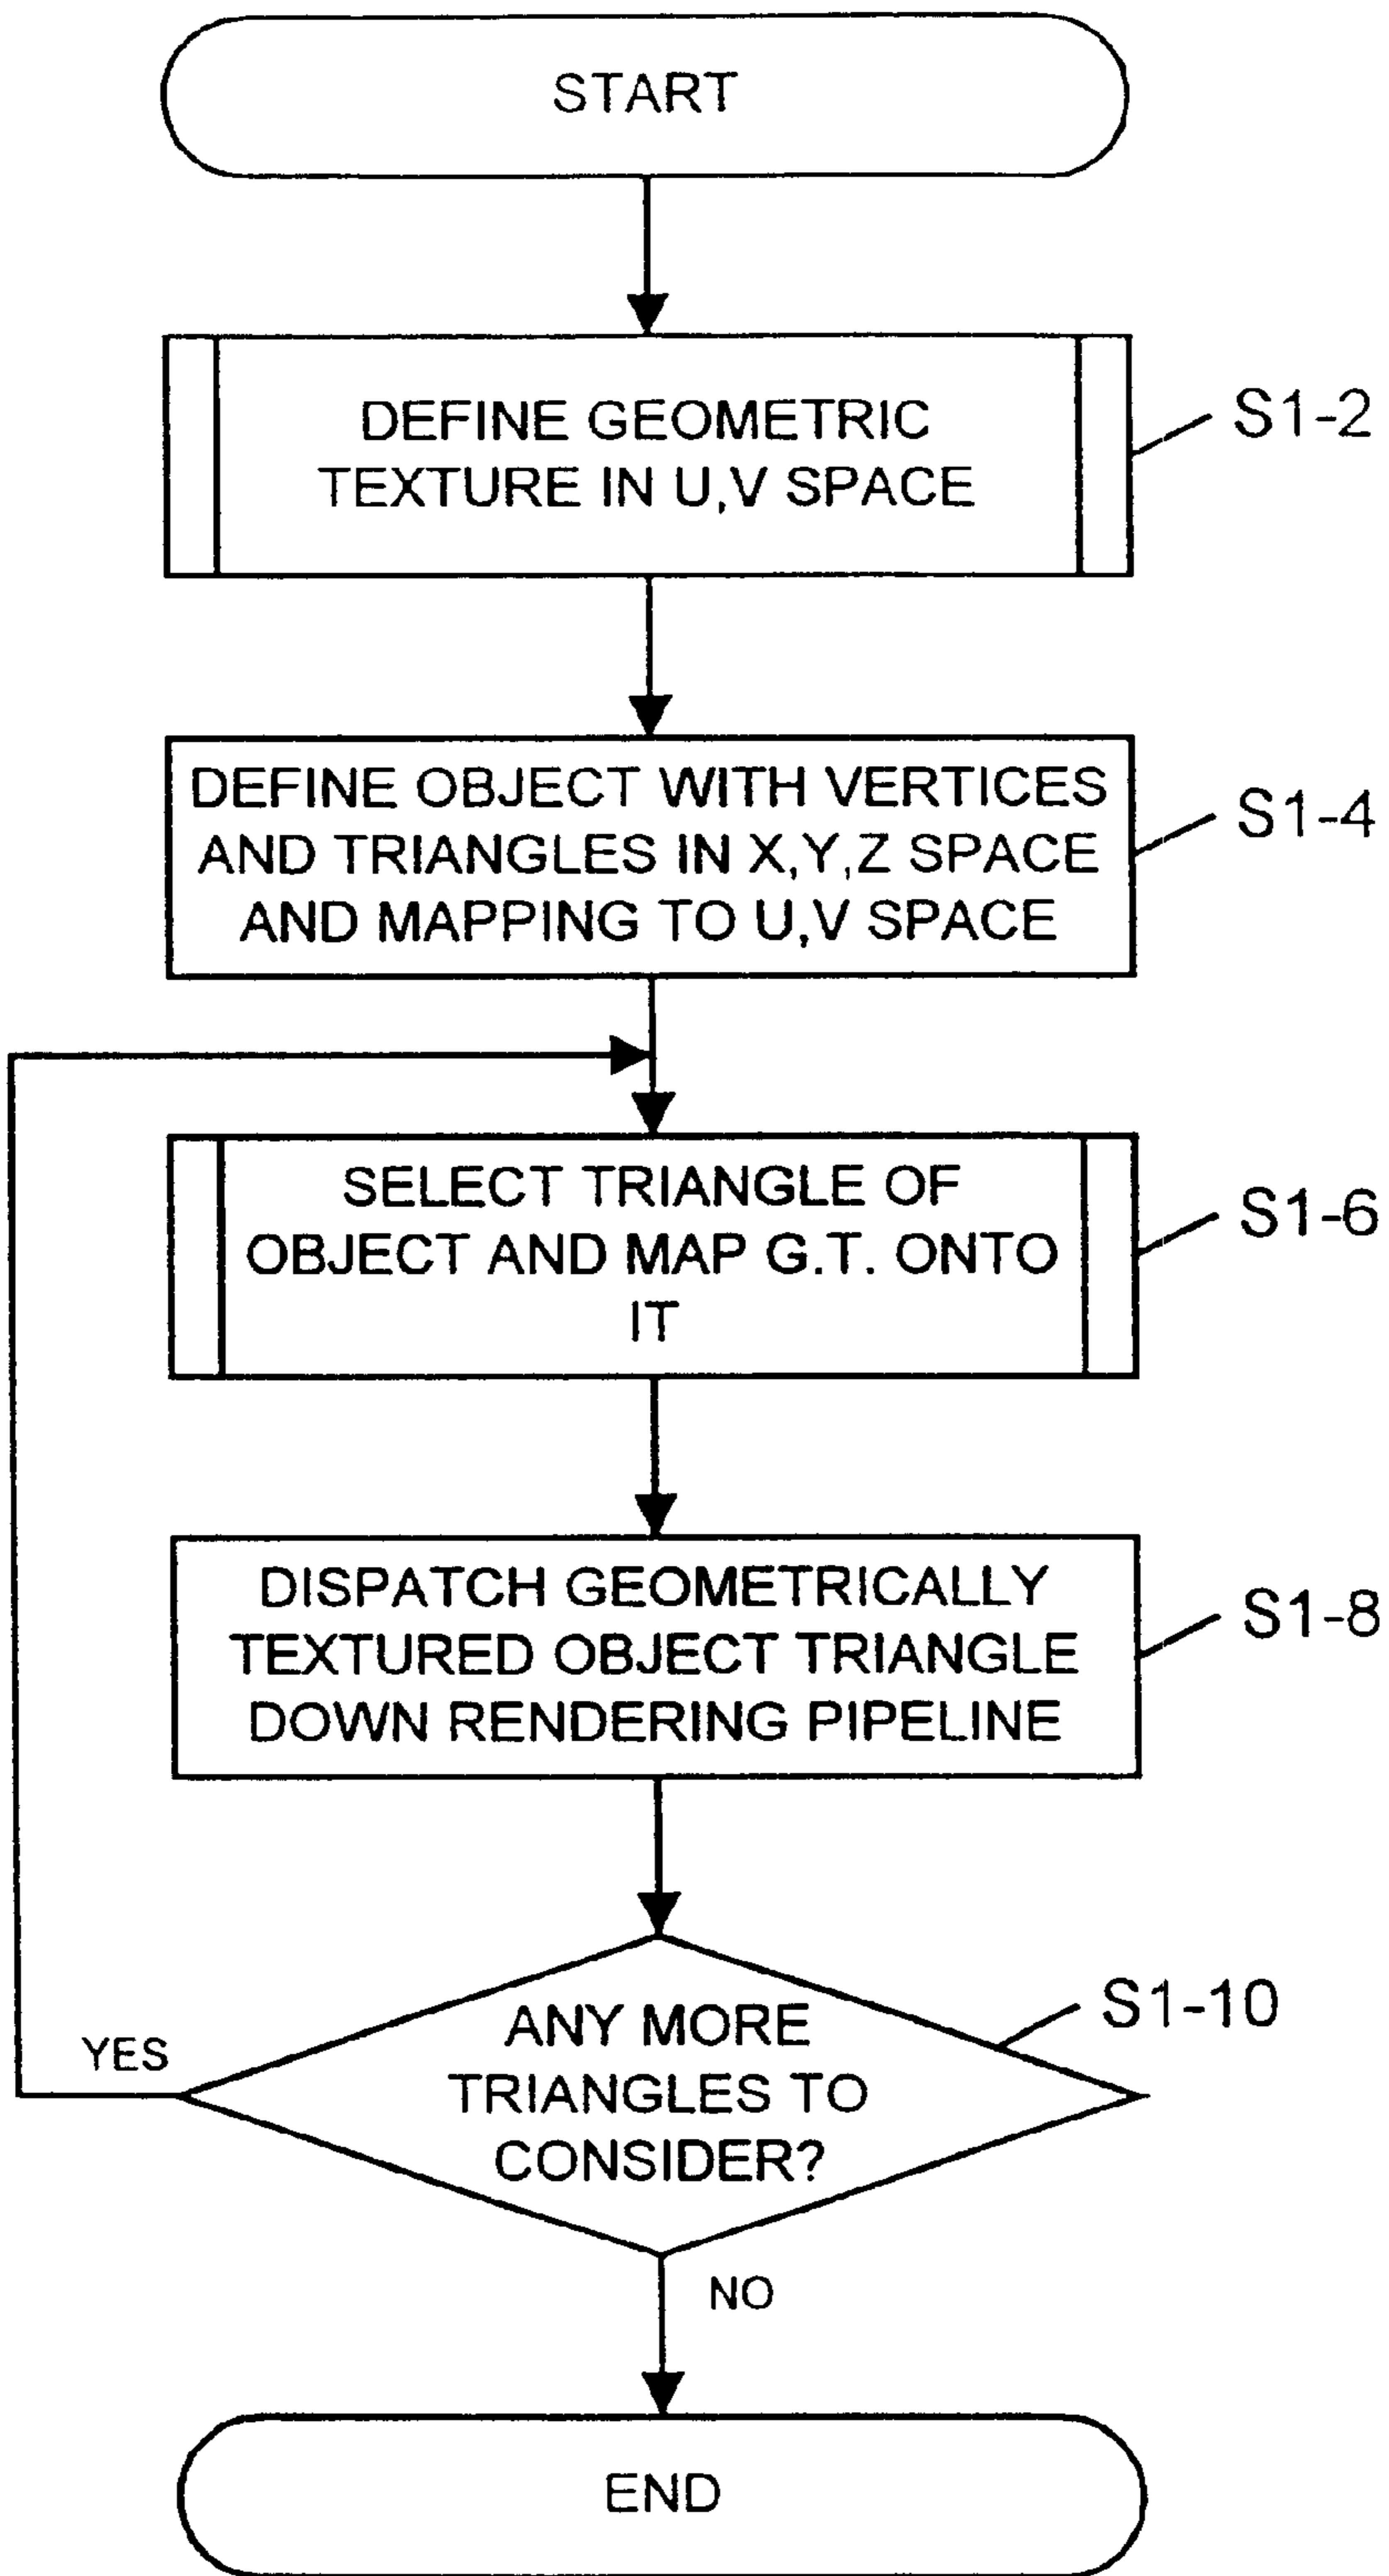 START
DEFINE GEOMETRIC
TEXTURE IN U,V SPACE
S1-2
DEFINE OBJECT WITH VERTICES
AND TRIANGLES IN X,Y,Z SPACE
AND MAPPING TO U,V SPACE
S1-4
SELECT TRIANGLE OF
OBJECT AND MAP G.T. ONTO
IT
S1-6
DISPATCH GEOMETRICALLY
TEXTURED OBJECT TRIANGLE
DOWN RENDERING PIPELINE
S1-8
ANY MORE
TRIANGLES TO
CONSIDER?
S1-10
YES
NO
END